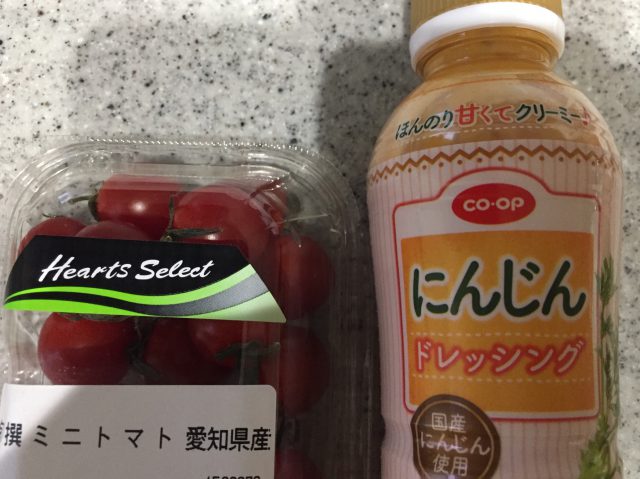 Hearts Select
撰 ミニトマト 愛知県産
ほんのり甘くてクリーミー♪
CO・OP
にんじん
ドレッシング
国産
にんじん
使用